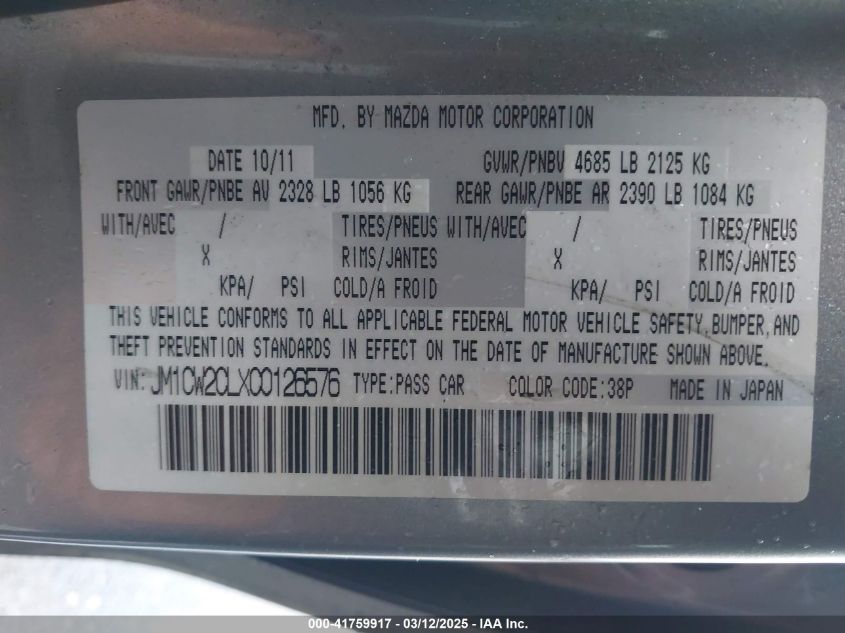 MFD. BY MAZDA MOTOR CORPORATION
DATE 10/11 GVWR/PNBV 4685 LB 2125 KG
FRONT GAWR/PNBE AV 2328 LB 1056 KG REAR GAWR/PNBE AR 2390 LB 1084 KG
WITH/AVEC / TIRES/PNEUS WITH/AVEC / TIRES/PNEUS
X RIMS/JANTES X RIMS/JANTES
KPA/ PSI COLD/A FROID KPA/ PSI COLD/A FROID
THIS VEHICLE CONFORMS TO ALL APPLICABLE FEDERAL MOTOR VEHICLE SAFETY, BUMPER, AND
THEFT PREVENTION STANDARDS IN EFFECT ON THE DATE OF MANUFACTURE SHOWN ABOVE.
VIN: JM1CW2CLXC0126576 TYPE:PASS CAR COLOR CODE:38P MADE IN JAPAN
000-41759917 - 03/12/2025 - IAAI.com - Copyright IAA, Inc.